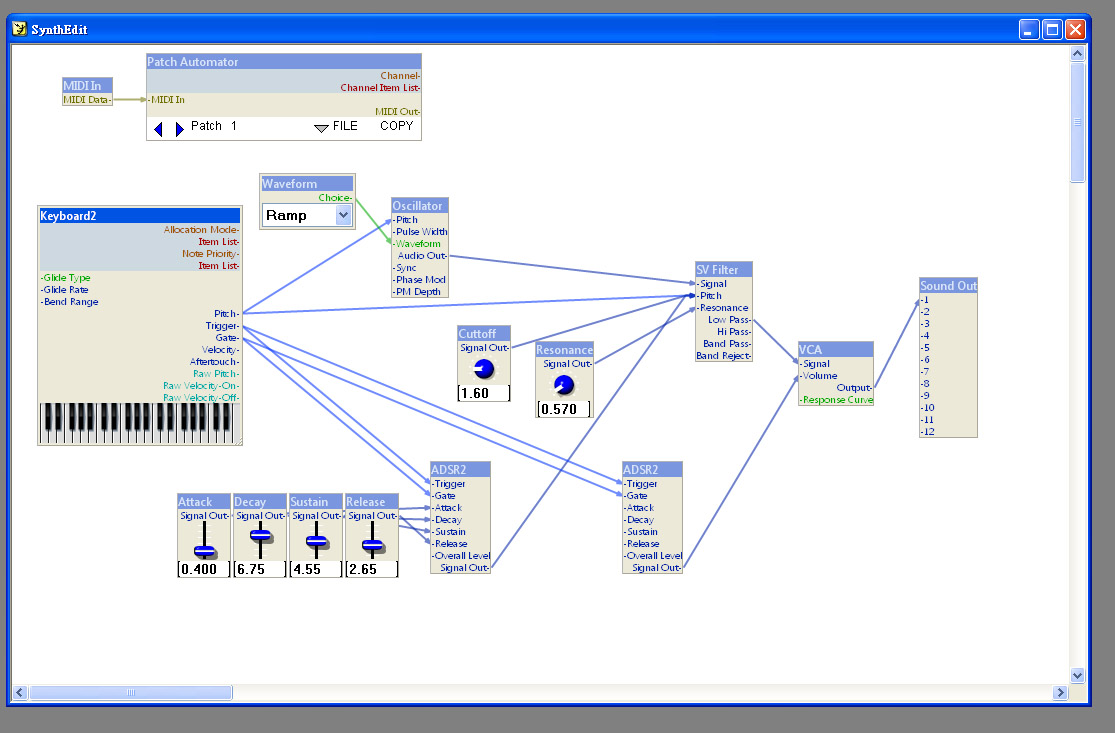 SynthEdit
MIDI In
MIDI Data-
Patch Automator
Channel-
Channel Item List-
-MIDI In
MIDI Out-
Patch 1
FILE
COPY
Waveform
Choice-
Ramp
Keyboard2
Allocation Mode-
Item List-
Note Priority-
Item List-
-Glide Type
-Glide Rate
-Bend Range
Pitch-
Trigger-
Gate-
Velocity-
Aftertouch-
Raw Pitch-
Raw Velocity-On-
Raw Velocity-Off-
Oscillator
-Pitch
-Pulse Width
-Waveform
Audio Out-
-Sync
-Phase Mod
-PM Depth
Cuttoff
Signal Out-
1.60
Resonance
Signal Out-
0.570
SV Filter
-Signal
-Pitch
-Resonance
Low Pass-
Hi Pass-
Band Pass-
Band Reject-
VCA
-Signal
-Volume
Output-
-Response Curve
Sound Out
-1
-2
-3
-4
-5
-6
-7
-8
-9
-10
-11
-12
Attack
Signal Out-
0.400
Decay
Signal Out-
6.75
Sustain
Signal Out-
4.55
Release
Signal Out-
2.65
ADSR2
-Trigger
-Gate
-Attack
-Decay
-Sustain
-Release
-Overall Level
Signal Out-
ADSR2
-Trigger
-Gate
-Attack
-Decay
-Sustain
-Release
-Overall Level
Signal Out-